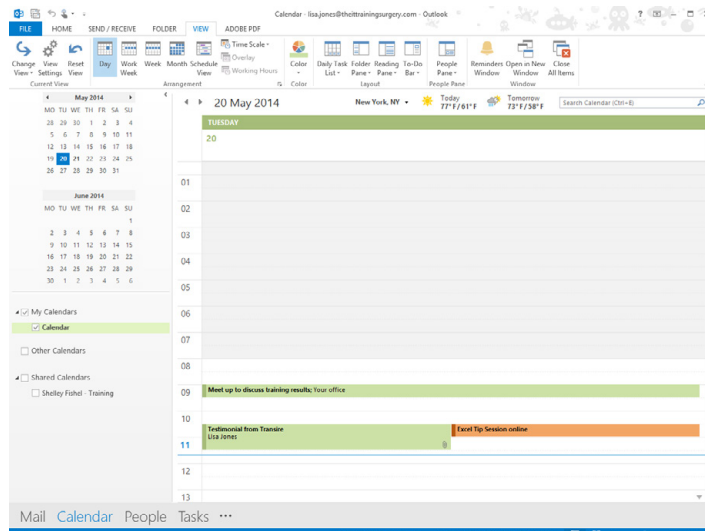 Calendar - lisa.jones@theittrainingsurgery.com - Outlook
FILE HOME SEND / RECEIVE FOLDER VIEW ADOBE PDF
Change View View Settings Reset View
Current View
Day Work Week Week Month Schedule View
Time Scale
Overlay
Working Hours
Arrangement
Color
Color
Daily Task List Folder Pane Reading Pane To-Do Bar
Layout
People Pane
People Pane
Reminders Window Open in New Window Close All Items
Window
May 2014
MO TU WE TH FR SA SU
28 29 30 1 2 3 4
5 6 7 8 9 10 11
12 13 14 15 16 17 18
19 20 21 22 23 24 25
26 27 28 29 30 31
June 2014
MO TU WE TH FR SA SU
1
2 3 4 5 6 7 8
9 10 11 12 13 14 15
16 17 18 19 20 21 22
23 24 25 26 27 28 29
30 1 2 3 4 5 6
My Calendars
Calendar
Other Calendars
Shared Calendars
Shelley Fishel - Training
20 May 2014
New York, NY
Today
77°F/61°F
Tomorrow
73°F/58°F
Search Calendar (Ctrl+E)
TUESDAY
20
01
02
03
04
05
06
07
08
09
Meet up to discuss training results; Your office
10
Testimonial from Transire
Lisa Jones
Excel Tip Session online
11
12
13
Mail Calendar People Tasks ···